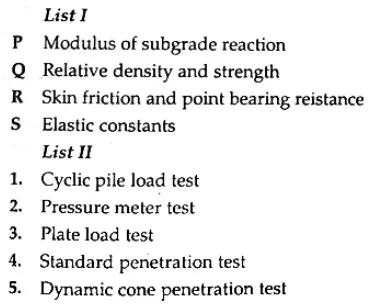 List I
P Modulus of subgrade reaction
Q Relative density and strength
R Skin friction and point bearing reistance
S Elastic constants
List II
1. Cyclic pile load test
2. Pressure meter test
3. Plate load test
4. Standard penetration test
5. Dynamic cone penetration test